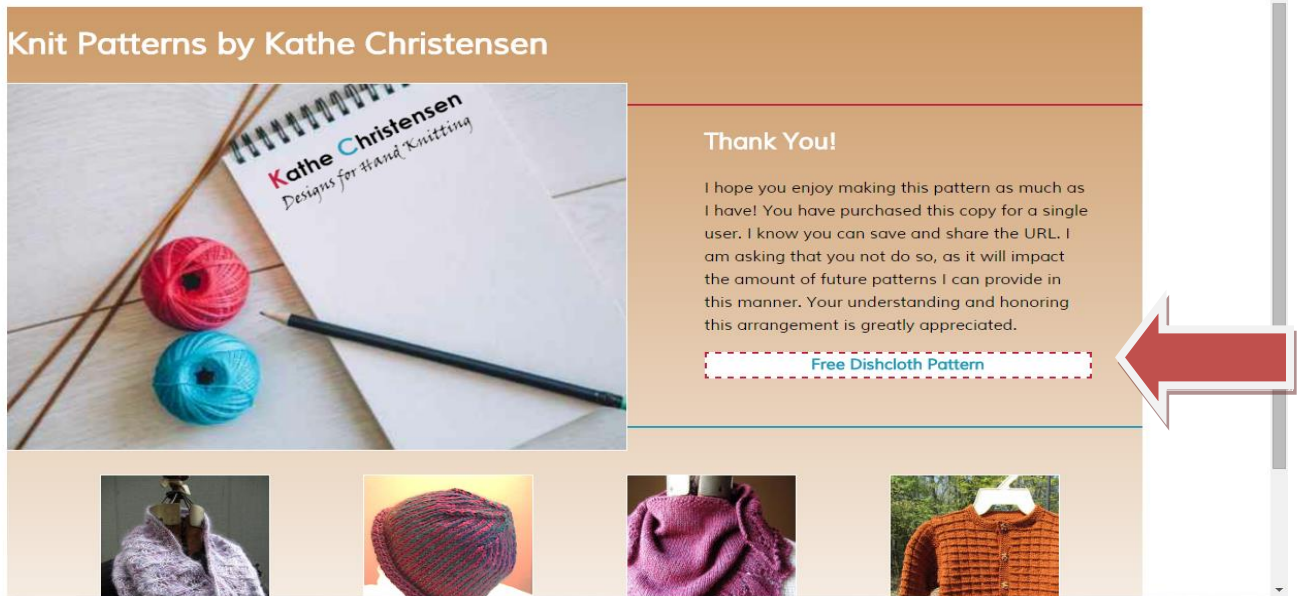 Knit Patterns by Kathe Christensen
Kathe Christensen
Designs for Hand Knitting
Thank You!
I hope you enjoy making this pattern as much as
I have! You have purchased this copy for a single
user. I know you can save and share the URL. I
am asking that you not do so, as it will impact
the amount of future patterns I can provide in
this manner. Your understanding and honoring
this arrangement is greatly appreciated.
Free Dishcloth Pattern